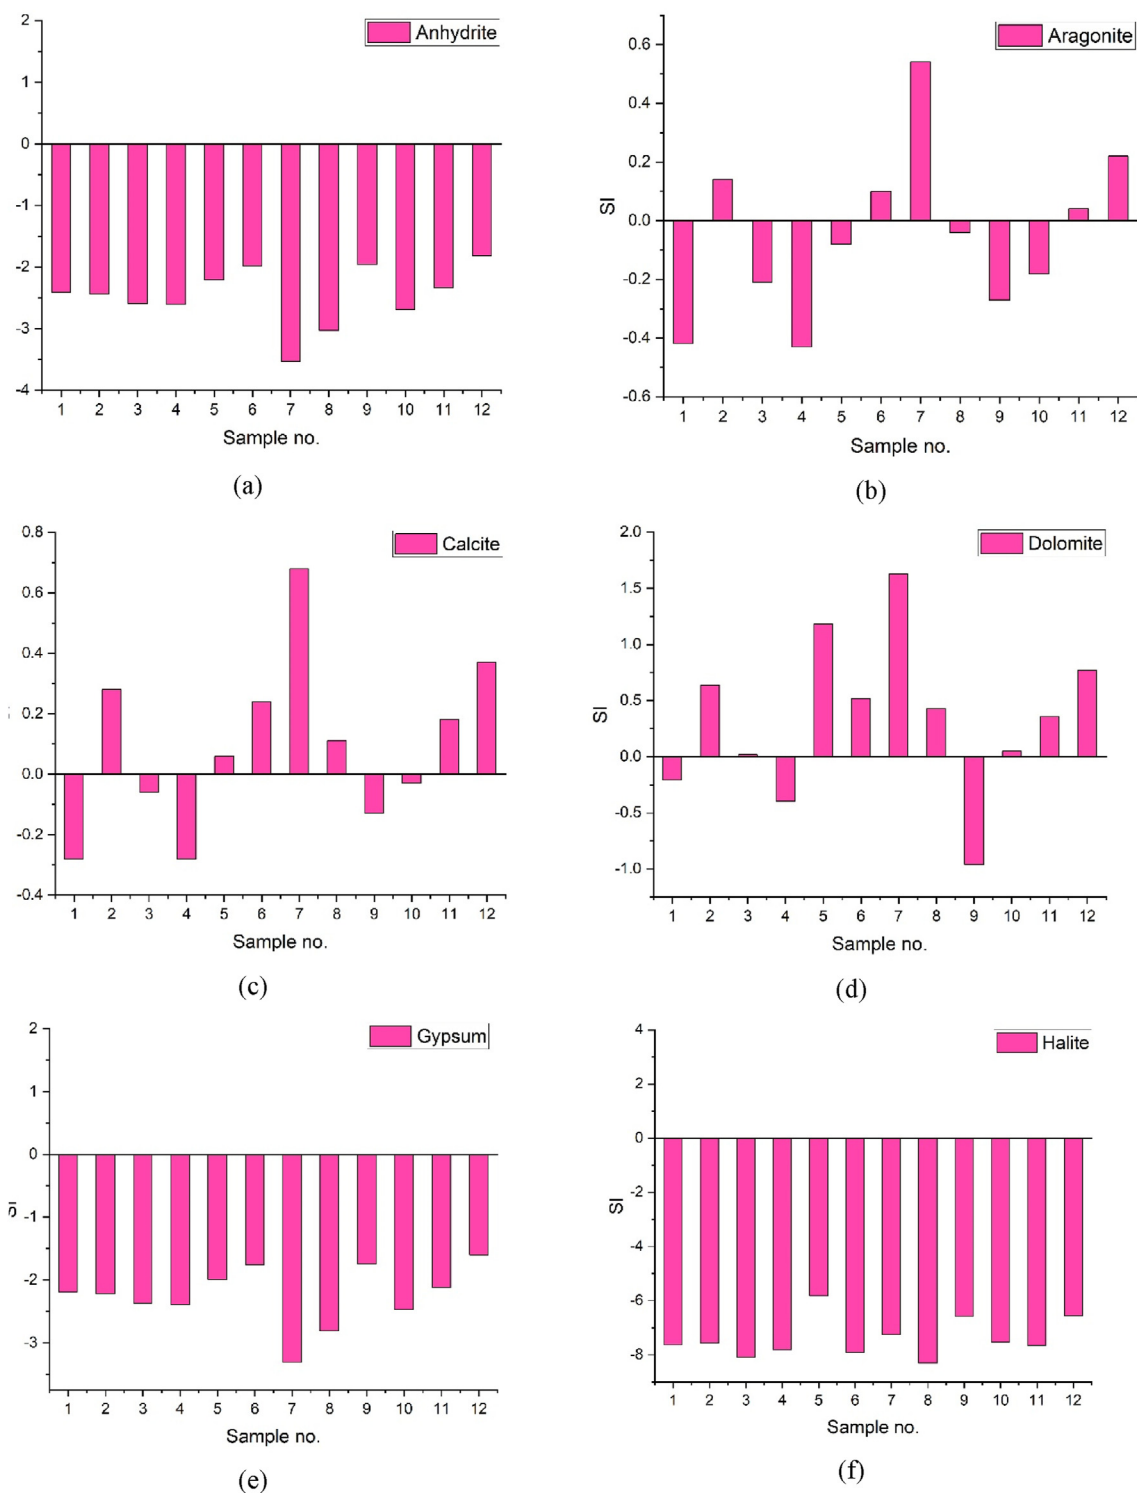 Anhydrite
2
1
0
-1
-2
-3
-4
1 2 3 4 5 6 7 8 9 10 11 12
Sample no.
(a)
Aragonite
0.6
0.4
0.2
0.0
-0.2
-0.4
-0.6
SI
1 2 3 4 5 6 7 8 9 10 11 12
Sample no.
(b)
Calcite
0.8
0.6
0.4
0.2
0.0
-0.2
-0.4
1 2 3 4 5 6 7 8 9 10 11 12
Sample no.
(c)
Dolomite
2.0
1.5
1.0
0.5
0.0
-0.5
-1.0
SI
1 2 3 4 5 6 7 8 9 10 11 12
Sample no.
(d)
Gypsum
2
1
0
-1
-2
-3
SI
1 2 3 4 5 6 7 8 9 10 11 12
Sample no.
(e)
Halite
4
2
0
-2
-4
-6
-8
SI
1 2 3 4 5 6 7 8 9 10 11 12
Sample no.
(f)